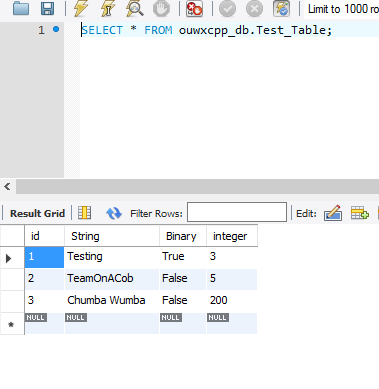 Limit to 1000 row
1 SELECT * FROM ouwxcpp_db.Test_Table;
Result Grid Filter Rows: Edit:
id String Binary integer
1 Testing True 3
2 TeamOnACob False 5
3 Chumba Wumba False 200
NULL NULL NULL NULL